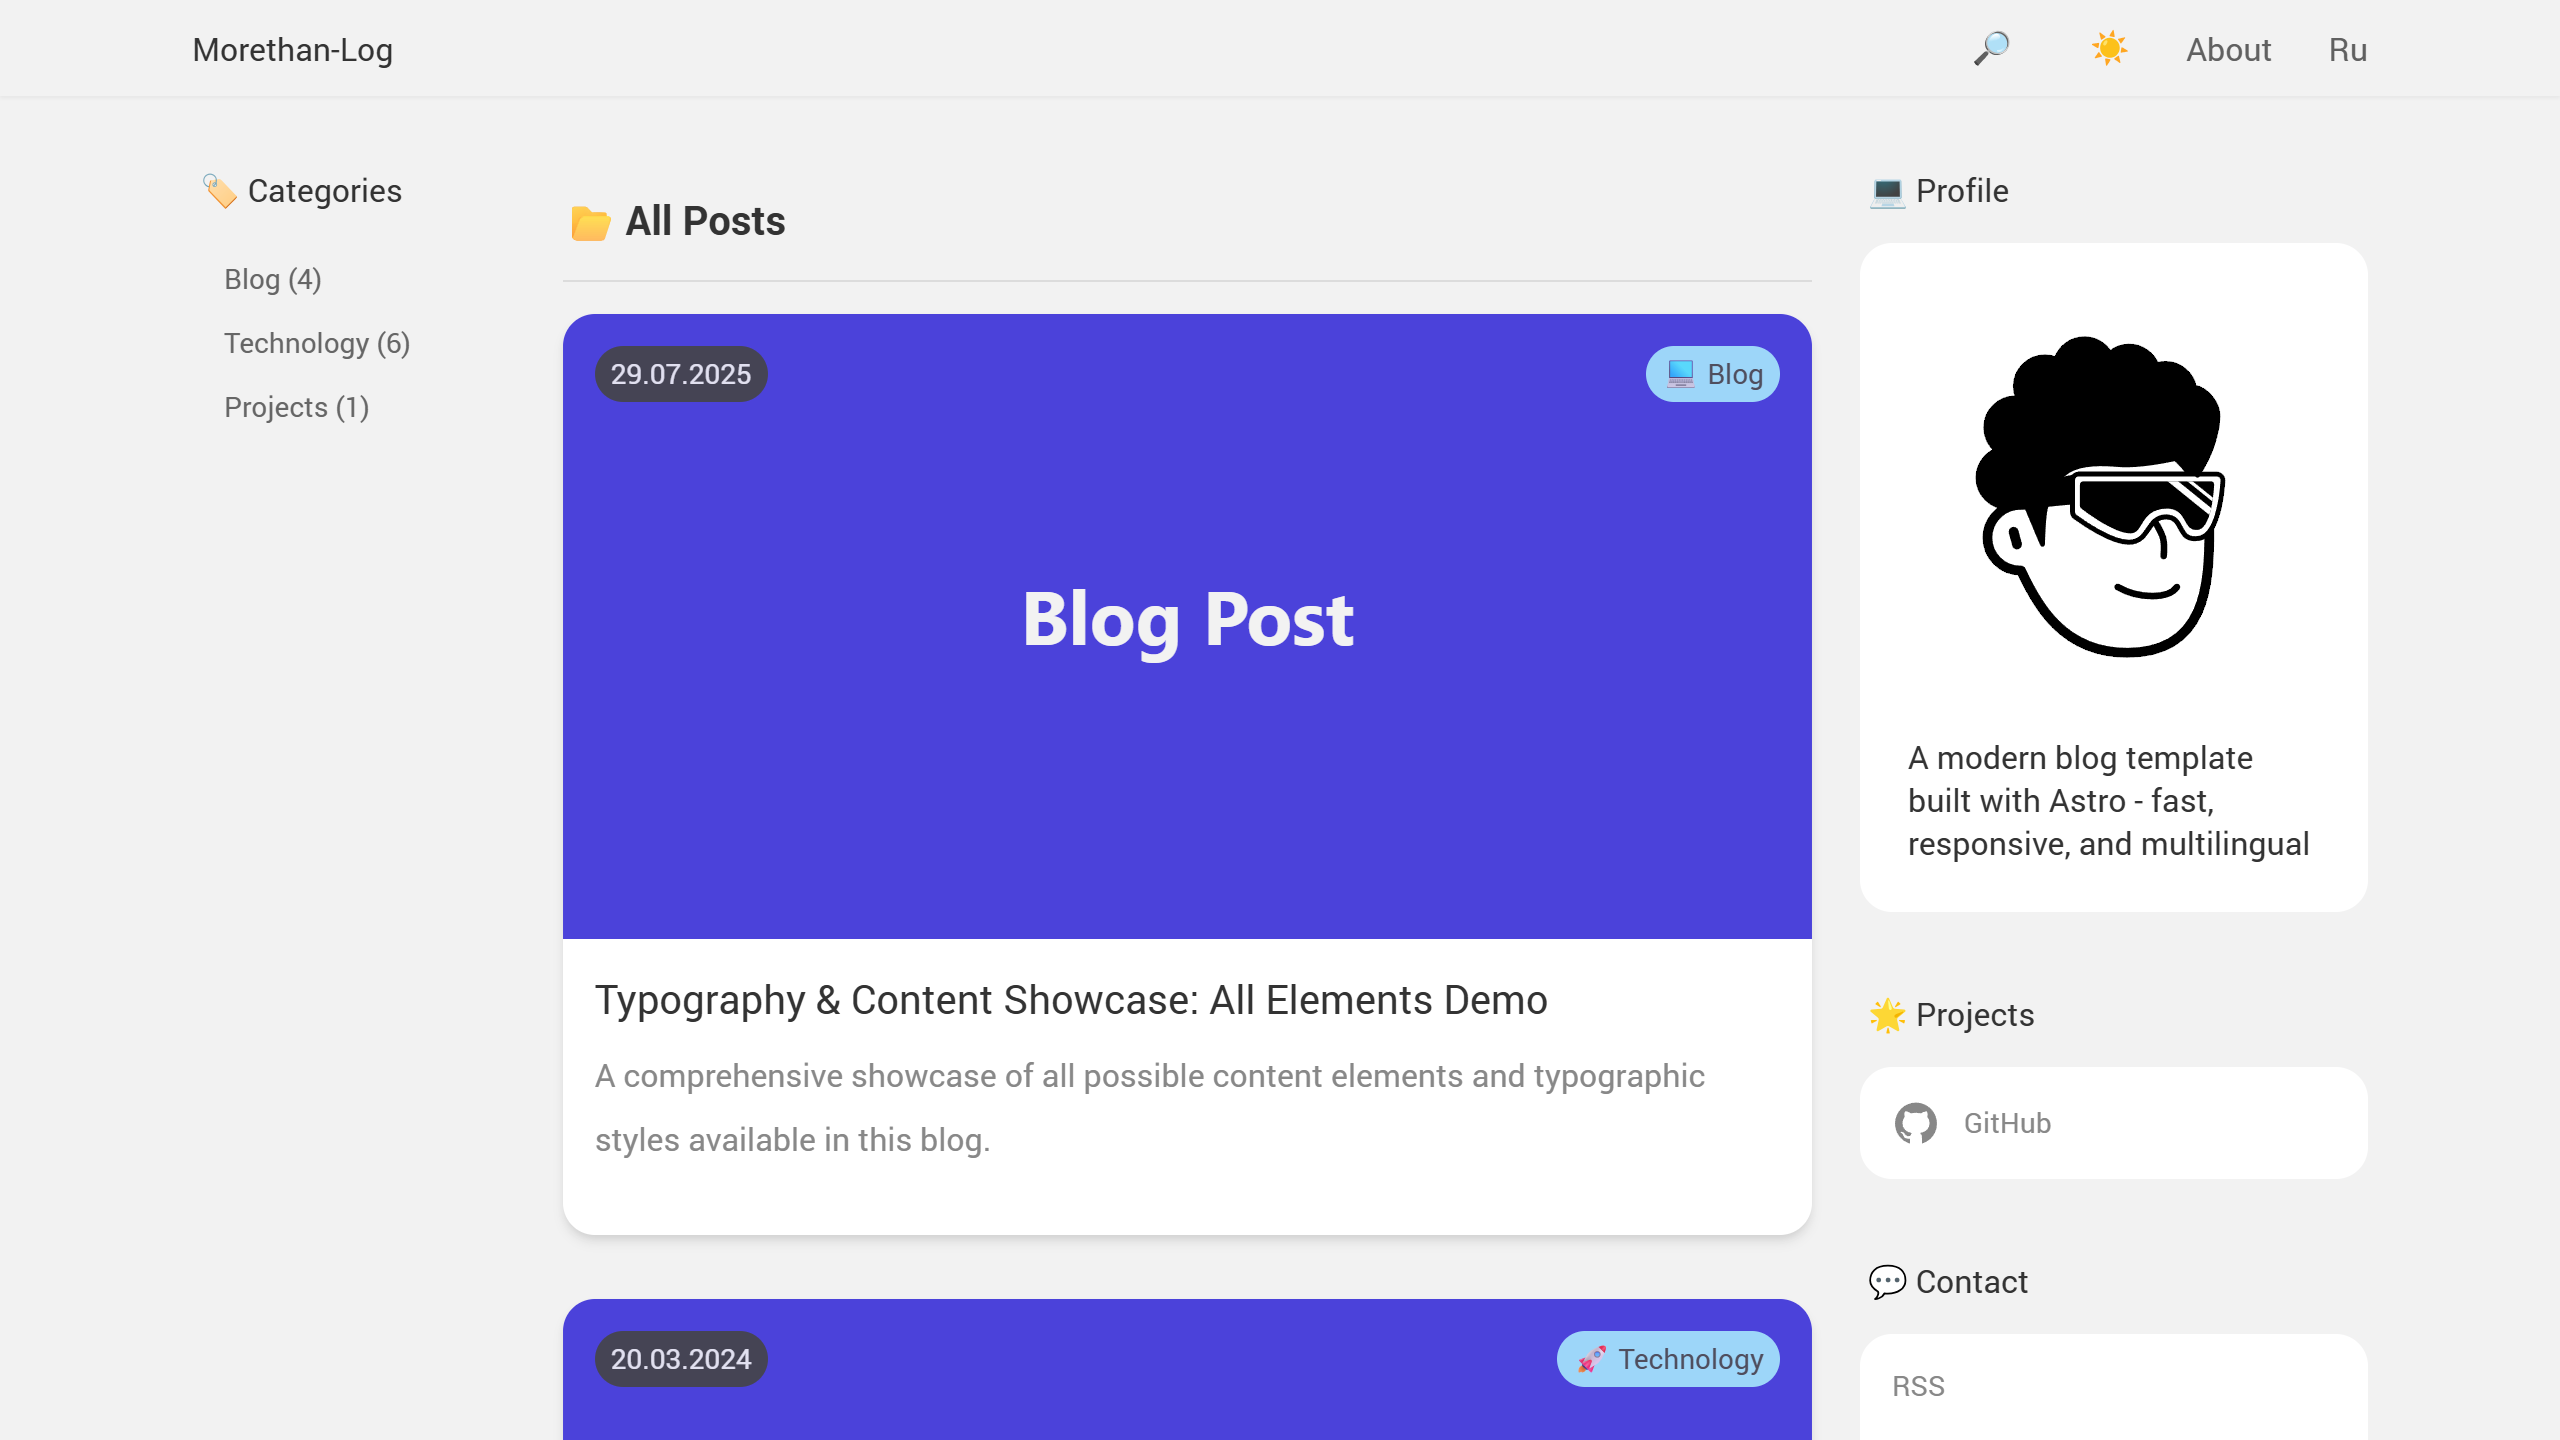 Morethan-Log
About
Ru
Categories
Blog (4)
Technology (6)
Projects (1)
All Posts
29.07.2025
Blog
Blog Post
Typography & Content Showcase: All Elements Demo
A comprehensive showcase of all possible content elements and typographic
styles available in this blog.
20.03.2024
Technology
Profile
A modern blog template
built with Astro - fast,
responsive, and multilingual
Projects
GitHub
Contact
RSS